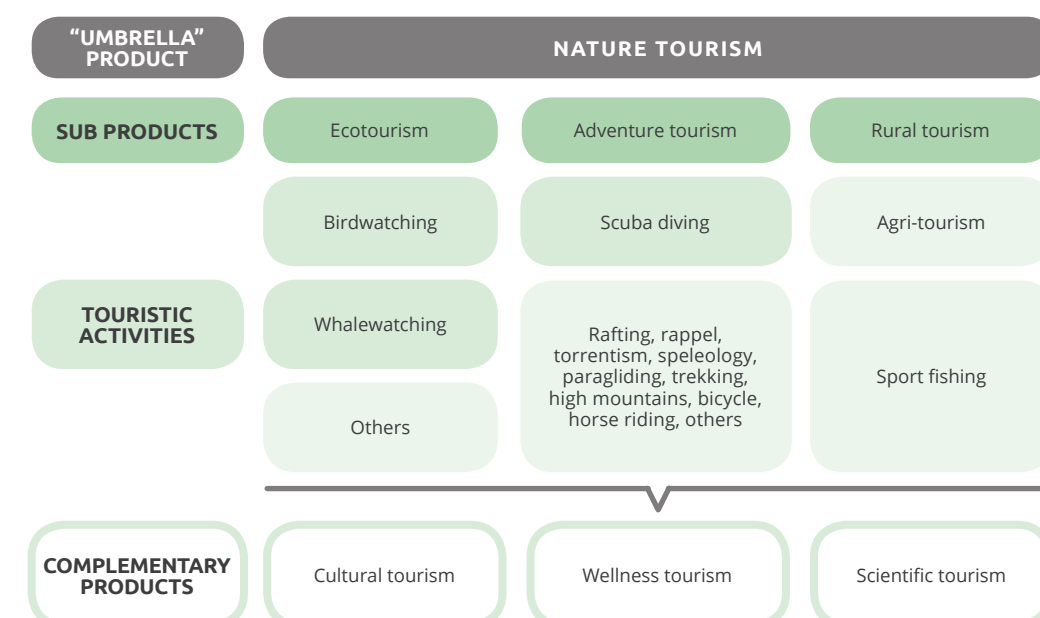 “UMBRELLA”
PRODUCT
NATURE TOURISM
SUB PRODUCTS
Ecotourism
Adventure tourism
Rural tourism
Birdwatching
Scuba diving
Agri-tourism
TOURISTIC
ACTIVITIES
Whalewatching
Rafting, rappel,
torrentism, speleology,
paragliding, trekking,
high mountains, bicycle,
horse riding, others
Sport fishing
Others
COMPLEMENTARY
PRODUCTS
Cultural tourism
Wellness tourism
Scientific tourism